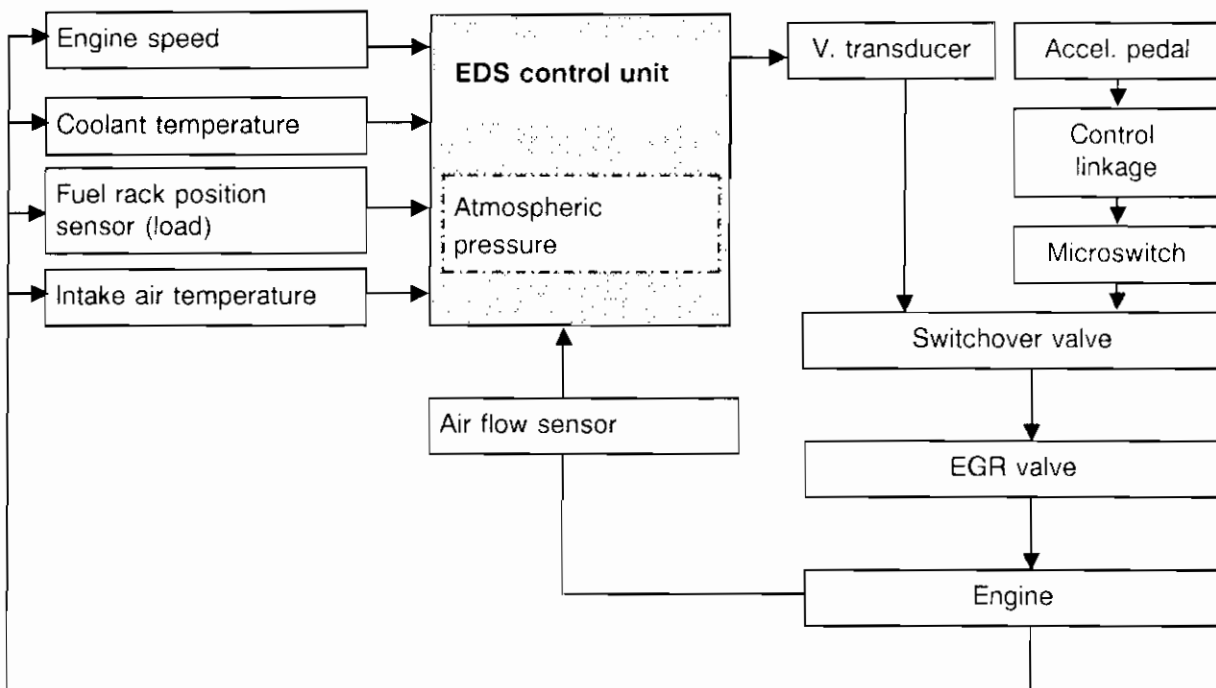 Engine speed
Coolant temperature
Fuel rack position
sensor (load)
Intake air temperature
EDS control unit
Atmospheric
pressure
Air flow sensor
V. transducer
Accel. pedal
Control
linkage
Microswitch
Switchover valve
EGR valve
Engine